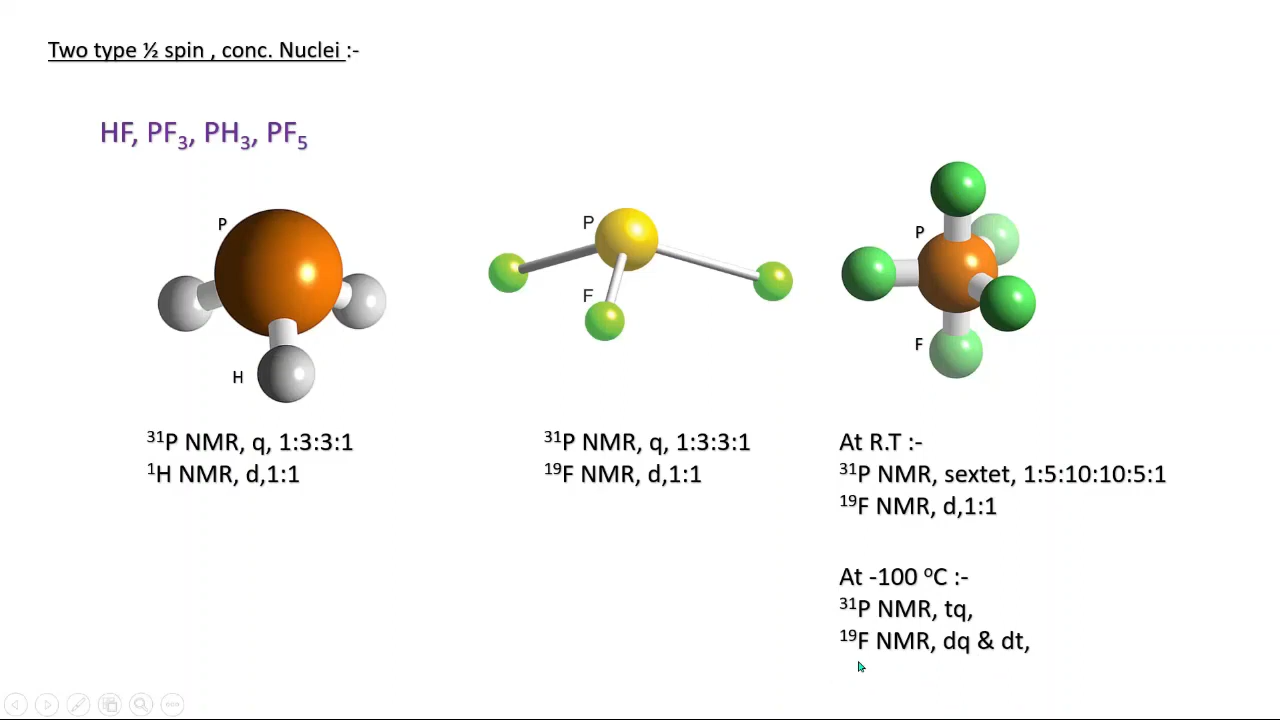 Two type ½ spin , conc. Nuclei :-
HF, PF₃, PH₃, PF₅
P
H
³¹P NMR, q, 1:3:3:1
¹H NMR, d,1:1
P
F
³¹P NMR, q, 1:3:3:1
¹⁹F NMR, d,1:1
P
F
At R.T :-
³¹P NMR, sextet, 1:5:10:10:5:1
¹⁹F NMR, d,1:1
At -100 ᵒC :-
³¹P NMR, tq,
¹⁹F NMR, dq & dt,